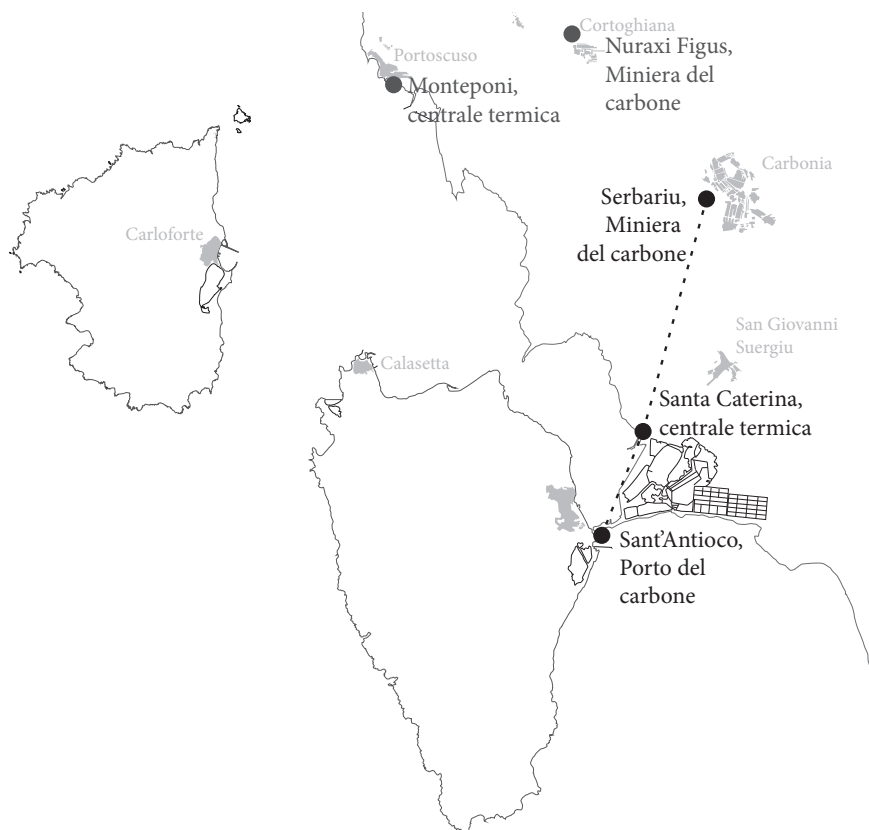 Cortoghiana
Nuraxi Figus,
Miniera del
carbone
Portoscuso
Monteponi,
centrale termica
Carbonia
Serbariu,
Miniera
del carbone
Carloforte
San Giovanni
Suergiu
Calasetta
Santa Caterina,
centrale termica
Sant'Antioco,
Porto del
carbone